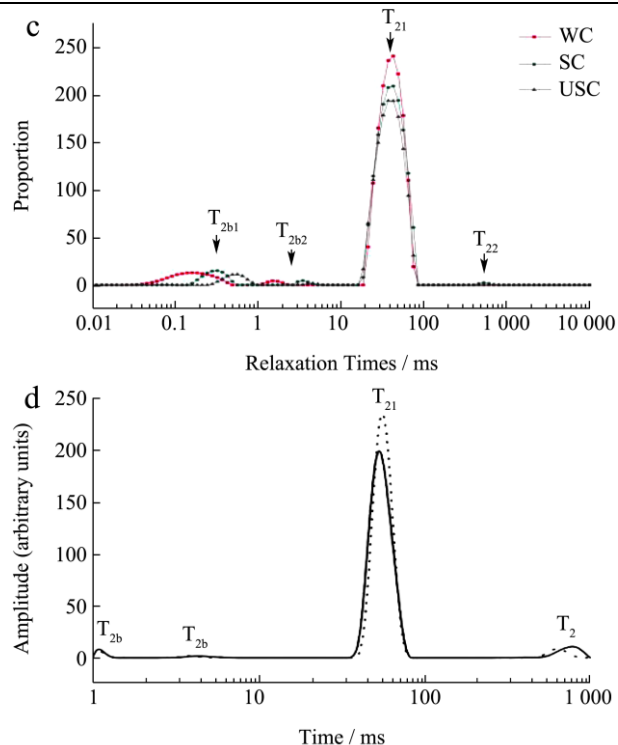 c
T21
WC
SC
USC
Proportion
250
200
150
100
50
0
T2b1
T2b2
T22
0.01 0.1 1 10 100 1 000 10 000
Relaxation Times / ms
d
T21
Amplitude (arbitrary units)
250
200
150
100
50
0
T2b
T2b
T2
1 10 100 1 000
Time / ms